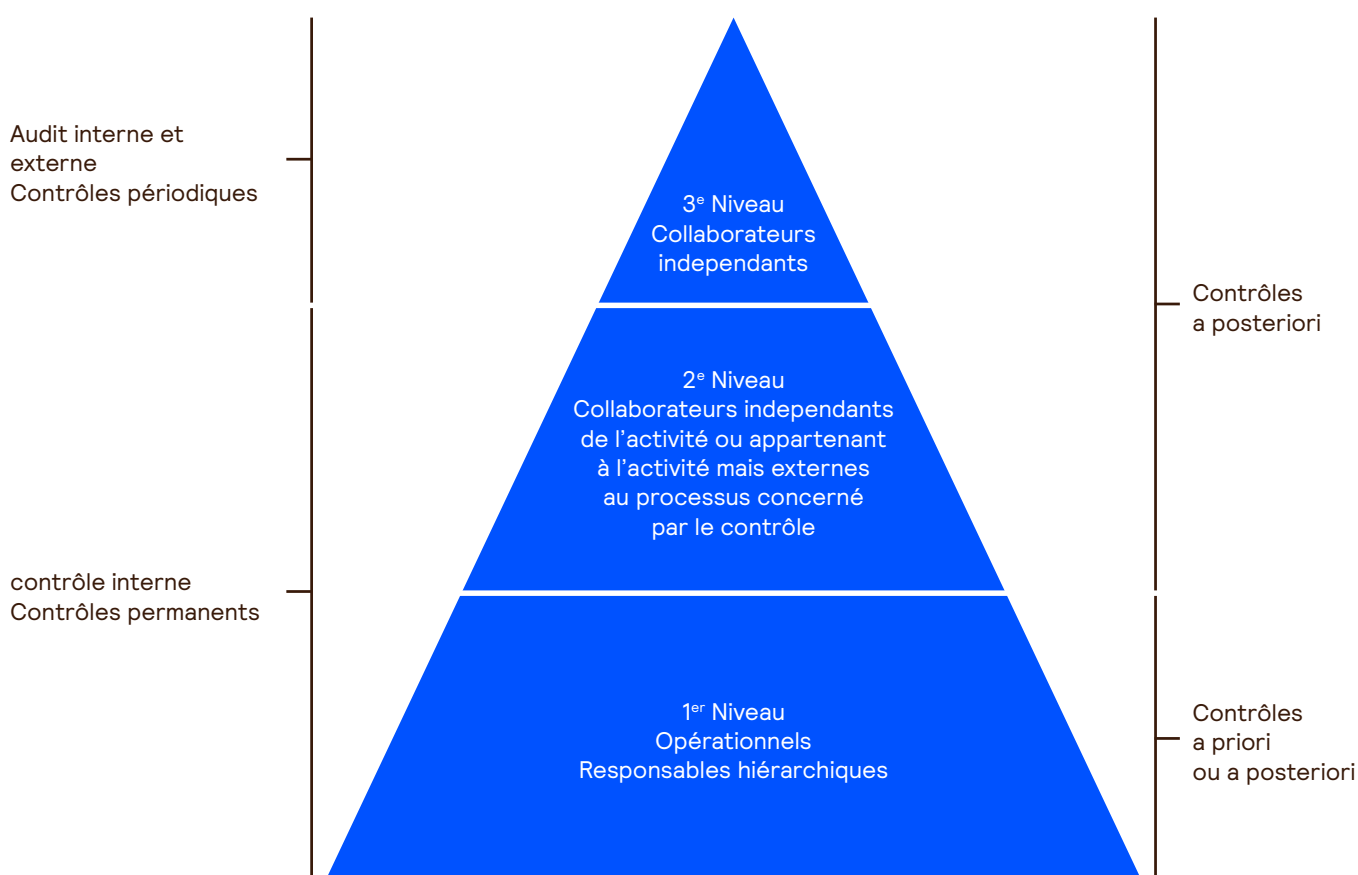 Audit interne et
externe
Contrôles périodiques
3e Niveau
Collaborateurs
independants
Contrôles
a posteriori
2e Niveau
Collaborateurs independants
de l'activité ou appartenant
à l'activité mais externes
au processus concerné
par le contrôle
contrôle interne
Contrôles permanents
1er Niveau
Opérationnels
Responsables hiérarchiques
Contrôles
a priori
ou a posteriori